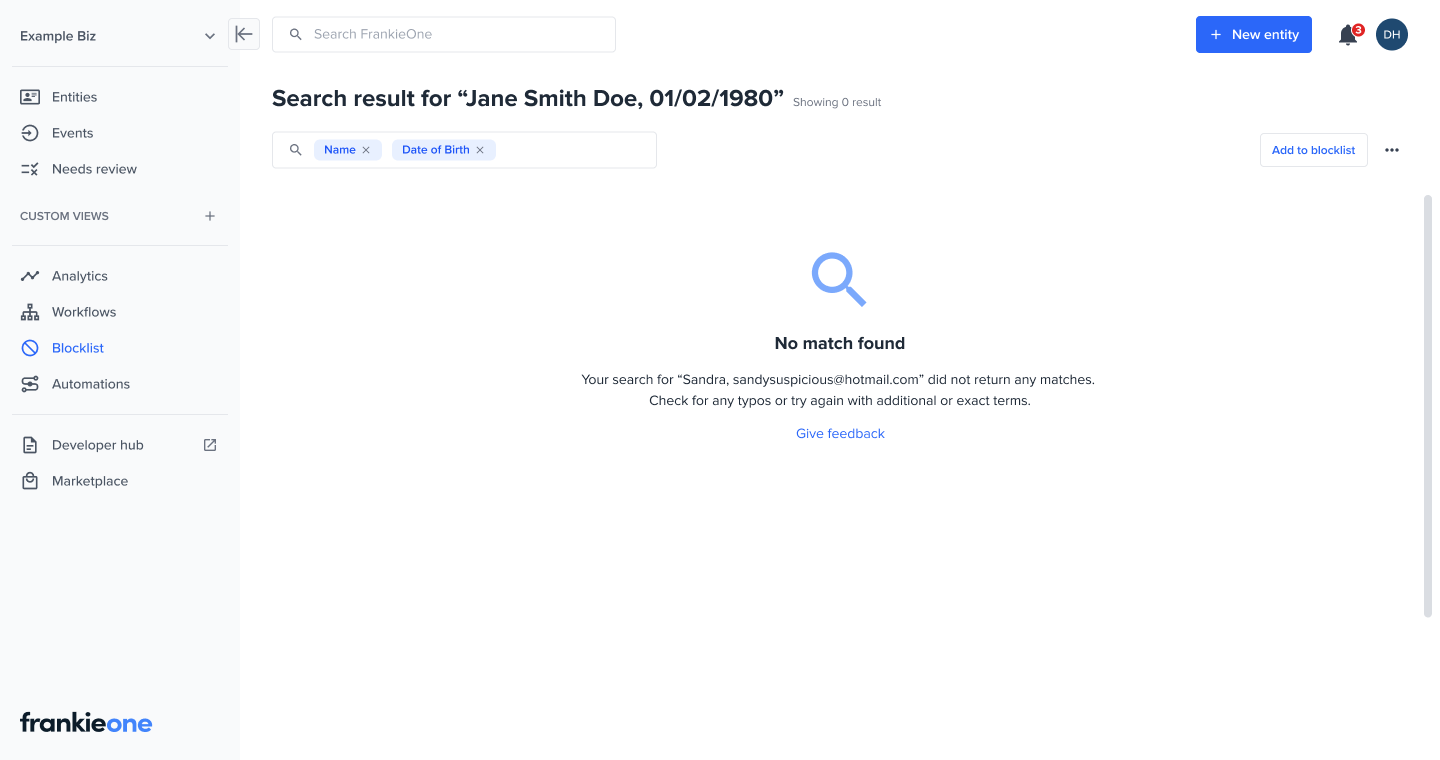 Example Biz
Search FrankieOne
+ New entity
3
DH
Entities
Events
Needs review
CUSTOM VIEWS
Analytics
Workflows
Blocklist
Automations
Developer hub
Marketplace
frankieone
Search result for “Jane Smith Doe, 01/02/1980” Showing 0 result
Name
Date of Birth
Add to blocklist
No match found
Your search for “Sandra, sandysuspicious@hotmail.com” did not return any matches.
Check for any typos or try again with additional or exact terms.
Give feedback